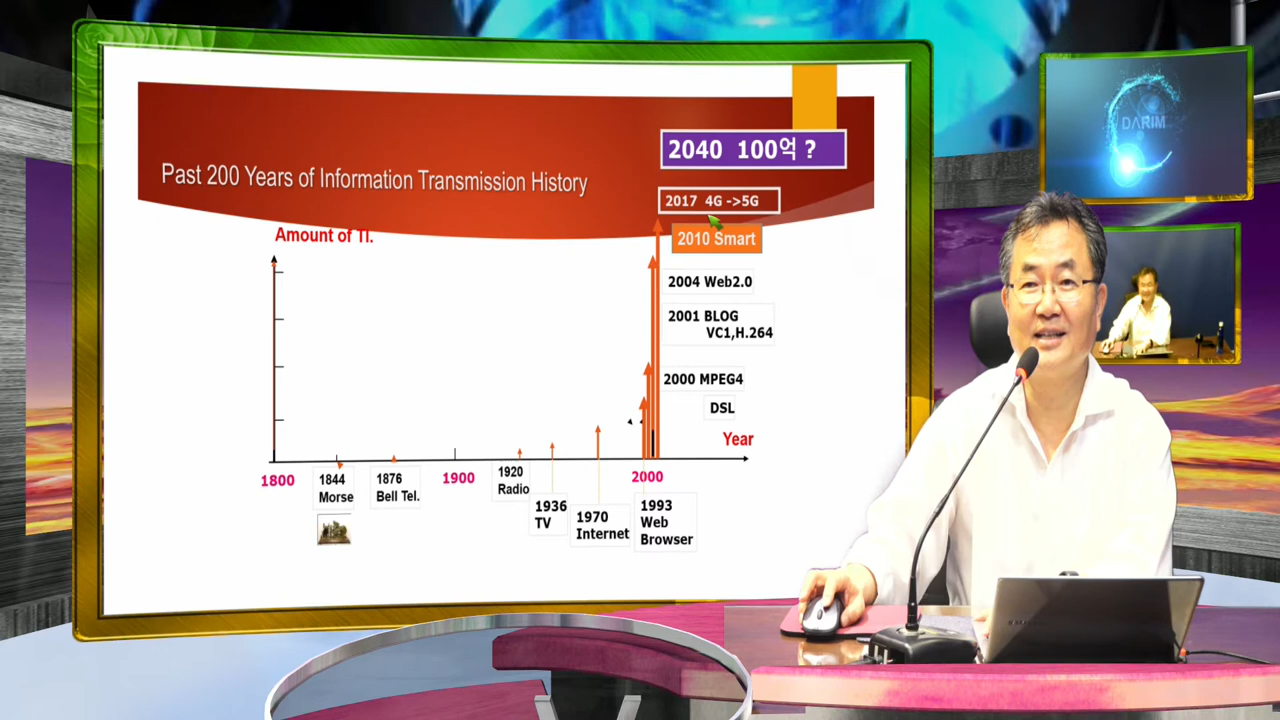 DARIM
2040 100억 ?
Past 200 Years of Information Transmission History
2017 4G ->5G
Amount of TI.
2010 Smart
2004 Web2.0
2001 BLOG
VC1,H.264
2000 MPEG4
DSL
Year
1800
1844
Morse
1876
Bell Tel.
1900
1920
Radio
1936
TV
1970
Internet
2000
1993
Web
Browser